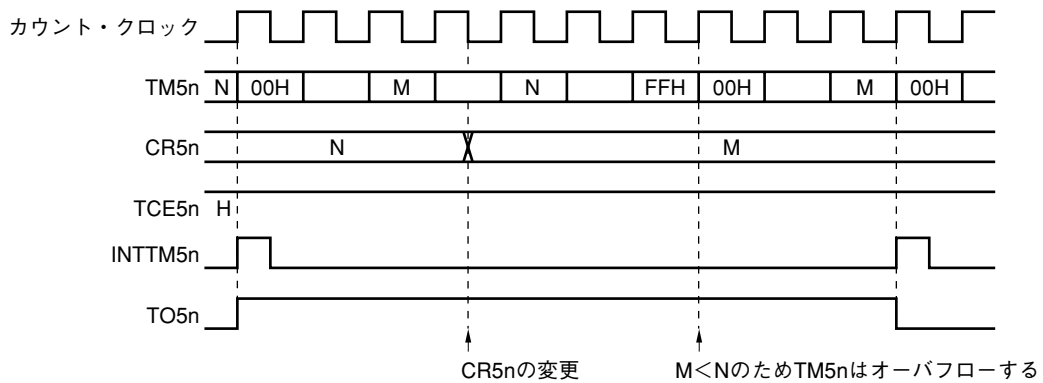 カウント・クロック
TM5n N 00H M N FFH 00H M 00H
CR5n N M
TCE5n H
INTTM5n
TO5n
CR5nの変更 M<NのためTM5nはオーバフローする